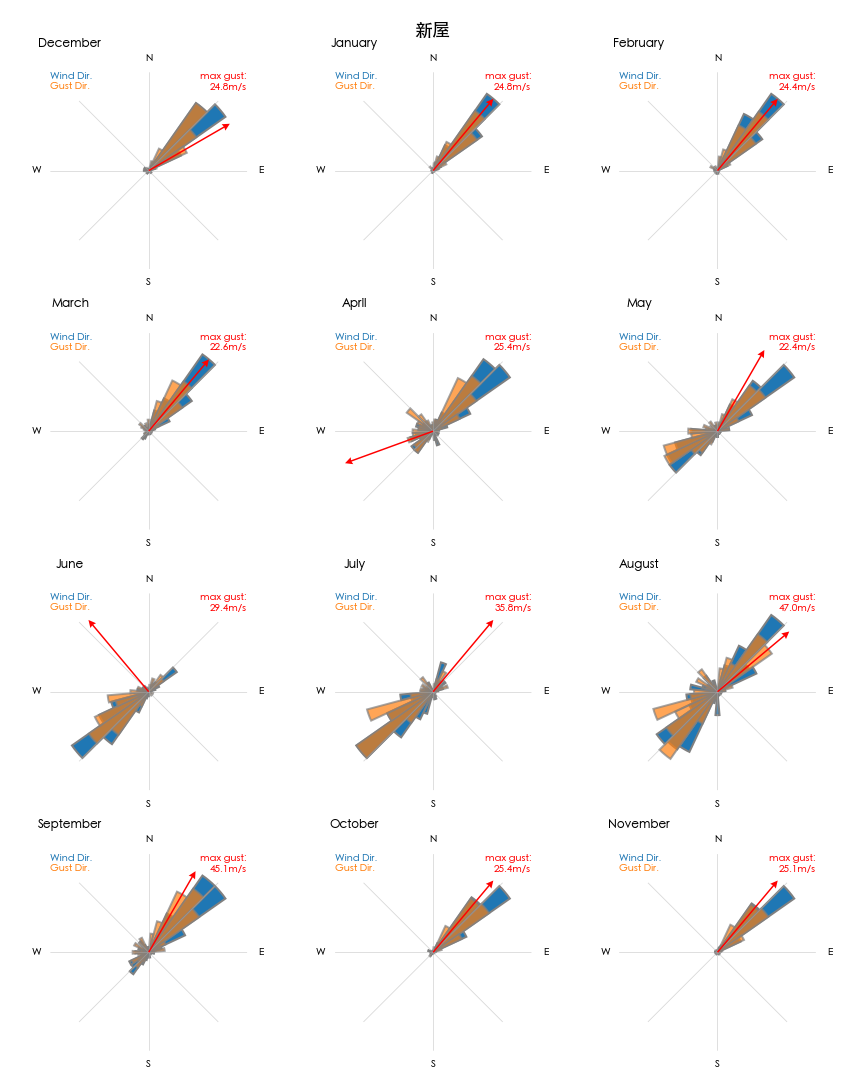 新屋
December
N
Wind Dir.
Gust Dir.
max gust:
24.8m/s
W
E
S
January
N
Wind Dir.
Gust Dir.
max gust:
24.8m/s
W
E
S
February
N
Wind Dir.
Gust Dir.
max gust:
24.4m/s
W
E
S
March
N
Wind Dir.
Gust Dir.
max gust:
22.6m/s
W
E
S
April
N
Wind Dir.
Gust Dir.
max gust:
25.4m/s
W
E
S
May
N
Wind Dir.
Gust Dir.
max gust:
22.4m/s
W
E
S
June
N
Wind Dir.
Gust Dir.
max gust:
29.4m/s
W
E
S
July
N
Wind Dir.
Gust Dir.
max gust:
35.8m/s
W
E
S
August
N
Wind Dir.
Gust Dir.
max gust:
47.0m/s
W
E
S
September
N
Wind Dir.
Gust Dir.
max gust:
45.1m/s
W
E
S
October
N
Wind Dir.
Gust Dir.
max gust:
25.4m/s
W
E
S
November
N
Wind Dir.
Gust Dir.
max gust:
25.1m/s
W
E
S